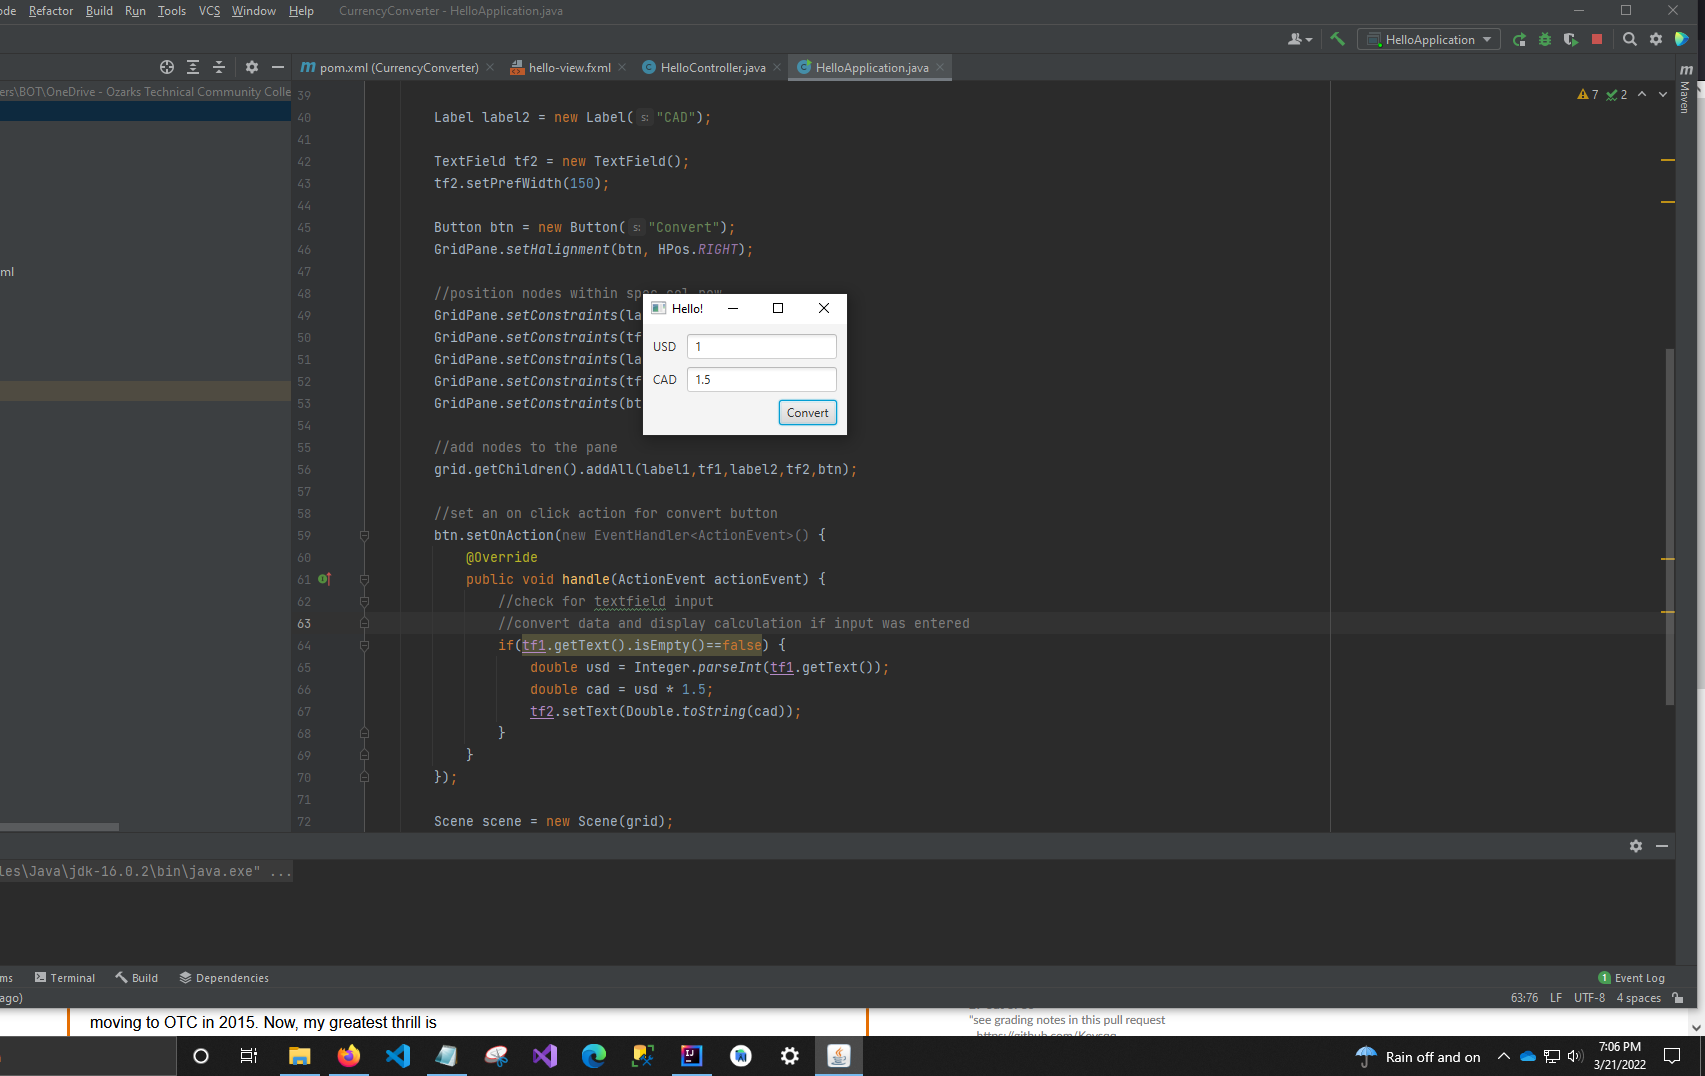 ode Refactor Build Run Tools VCS Window Help CurrencyConverter - HelloApplication.java
HelloApplication
pom.xml (CurrencyConverter) hello-view.fxml HelloController.java HelloApplication.java
ers\BOT\OneDrive - Ozarks Technical Community Colle
7 2
Maven
ml
39
40 Label label2 = new Label( s: "CAD");
41
42 TextField tf2 = new TextField();
43 tf2.setPrefWidth(150);
44
45 Button btn = new Button( s: "Convert");
46 GridPane.setHalignment(btn, HPos.RIGHT);
47
48 //position nodes within spec col row
49 GridPane.setConstraints(la
50 GridPane.setConstraints(tf
51 GridPane.setConstraints(la
52 GridPane.setConstraints(tf
53 GridPane.setConstraints(bt
54
55 //add nodes to the pane
56 grid.getChildren().addAll(label1,tf1,label2,tf2,btn);
57
58 //set an on click action for convert button
59 btn.setOnAction(new EventHandler<ActionEvent>() {
60 @Override
61 public void handle(ActionEvent actionEvent) {
62 //check for textfield input
63 //convert data and display calculation if input was entered
64 if(tf1.getText().isEmpty()==false) {
65 double usd = Integer.parseInt(tf1.getText());
66 double cad = usd * 1.5;
67 tf2.setText(Double.toString(cad));
68 }
69 }
70 });
71
72 Scene scene = new Scene(grid);
Hello!
USD 1
CAD 1.5
Convert
les\Java\jdk-16.0.2\bin\java.exe" ...
ms Terminal Build Dependencies
1 Event Log
ago)
63:76 LF UTF-8 4 spaces
moving to OTC in 2015. Now, my greatest thrill is
"see grading notes in this pull request
Rain off and on
7:06 PM
3/21/2022